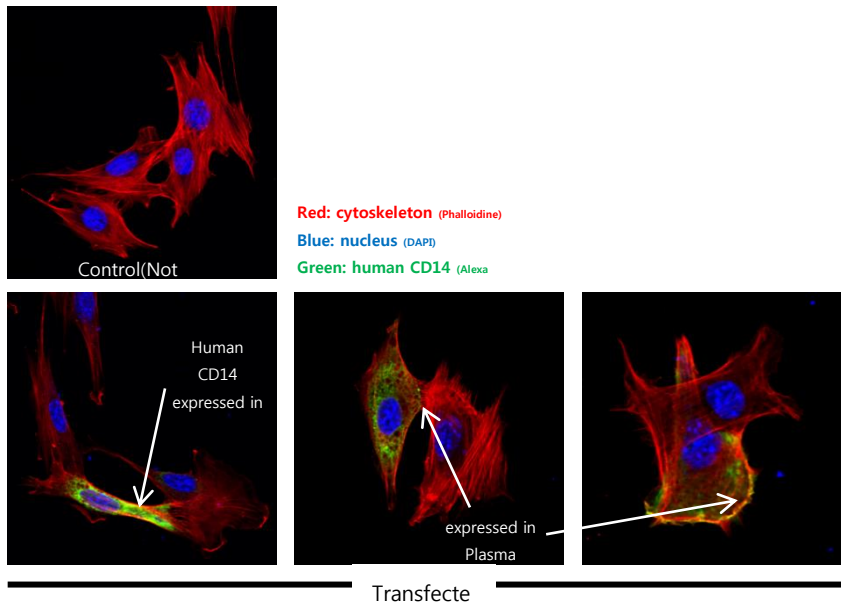 Control(Not
Red: cytoskeleton (Phalloidine)
Blue: nucleus (DAPI)
Green: human CD14 (Alexa
Human
CD14
expressed in
expressed in
Plasma
Transfecte